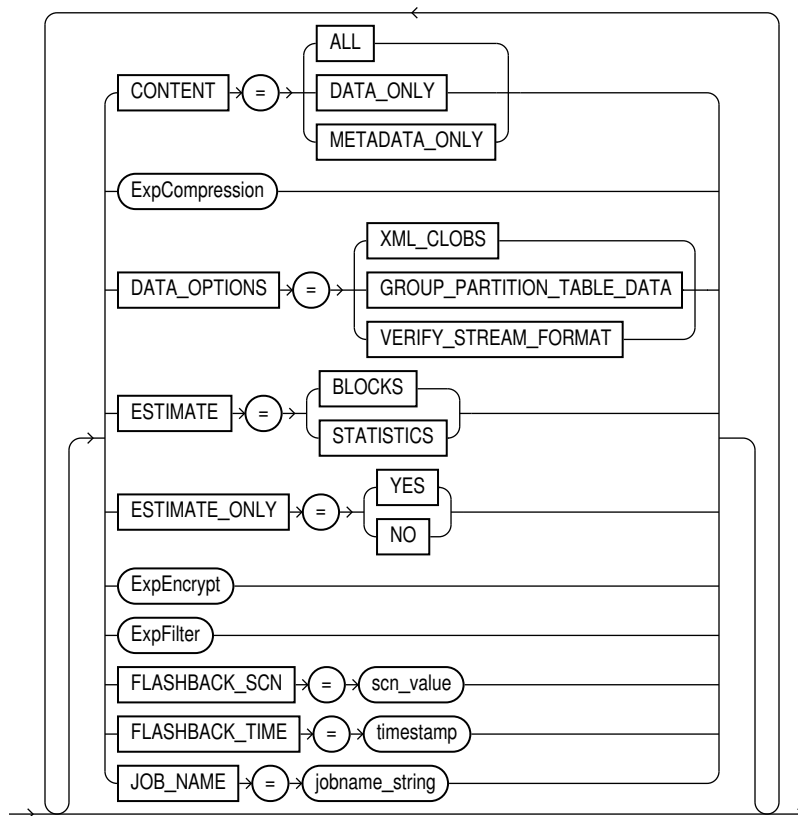 ALL
CONTENT = DATA_ONLY
METADATA_ONLY
ExpCompression
XML_CLOBS
DATA_OPTIONS = GROUP_PARTITION_TABLE_DATA
VERIFY_STREAM_FORMAT
BLOCKS
ESTIMATE =
STATISTICS
YES
ESTIMATE_ONLY =
NO
ExpEncrypt
ExpFilter
FLASHBACK_SCN = scn_value
FLASHBACK_TIME = timestamp
JOB_NAME = jobname_string